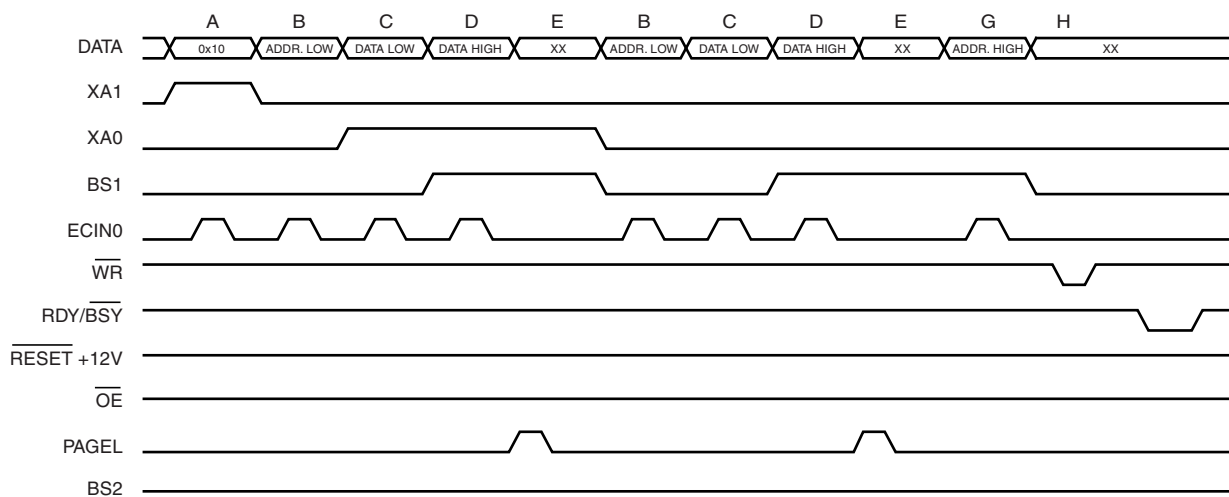 A B C D E B C D E G H
DATA 0x10 ADDR. LOW DATA LOW DATA HIGH XX ADDR. LOW DATA LOW DATA HIGH XX ADDR. HIGH XX
XA1
XA0
BS1
ECIN0
WR
RDY/BSY
RESET +12V
OE
PAGEL
BS2